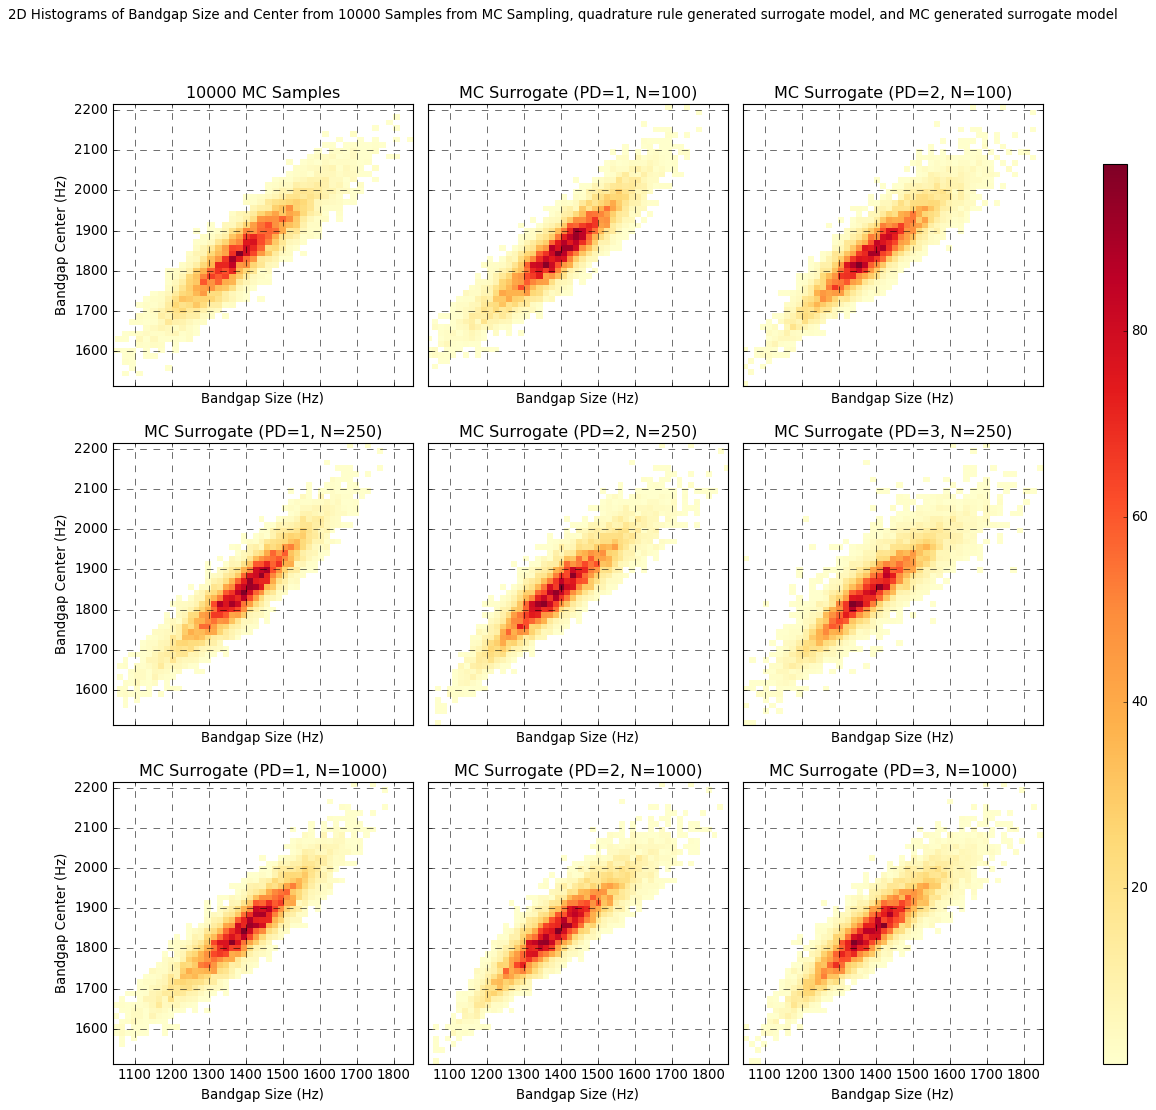 2D Histograms of Bandgap Size and Center from 10000 Samples from MC Sampling, quadrature rule generated surrogate model, and MC generated surrogate model
10000 MC Samples
MC Surrogate (PD=1, N=100)
MC Surrogate (PD=2, N=100)
2200
2100
2000
1900
1800
1700
1600
Bandgap Center (Hz)
Bandgap Size (Hz)
Bandgap Size (Hz)
Bandgap Size (Hz)
MC Surrogate (PD=1, N=250)
MC Surrogate (PD=2, N=250)
MC Surrogate (PD=3, N=250)
2200
2100
2000
1900
1800
1700
1600
Bandgap Center (Hz)
Bandgap Size (Hz)
Bandgap Size (Hz)
Bandgap Size (Hz)
MC Surrogate (PD=1, N=1000)
MC Surrogate (PD=2, N=1000)
MC Surrogate (PD=3, N=1000)
2200
2100
2000
1900
1800
1700
1600
Bandgap Center (Hz)
1100 1200 1300 1400 1500 1600 1700 1800
1100 1200 1300 1400 1500 1600 1700 1800
1100 1200 1300 1400 1500 1600 1700 1800
Bandgap Size (Hz)
Bandgap Size (Hz)
Bandgap Size (Hz)
80
60
40
20